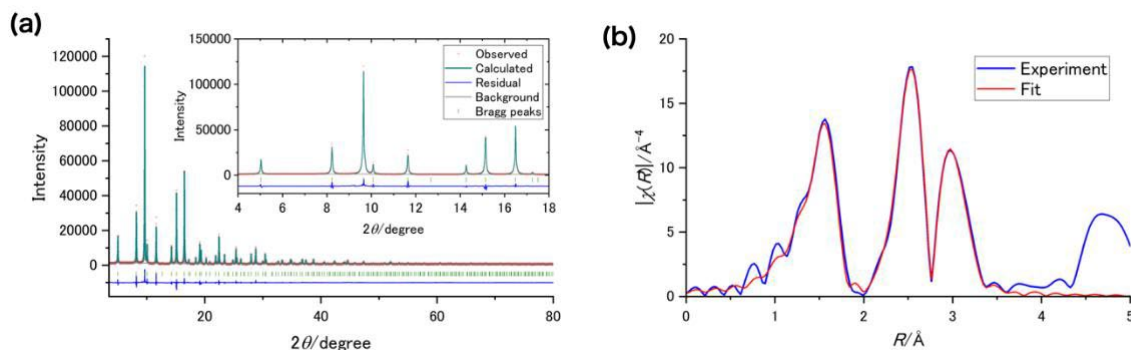 (a)
120000
100000
80000
60000
40000
20000
0
Intensity
20
40
60
80
2θ/degree
150000
100000
50000
0
Intensity
4
6
8
10
12
14
16
18
2θ/degree
Observed
Calculated
Residual
Background
Bragg peaks
(b)
20
15
10
5
0
|χ(R)|/Å⁻⁴
0
1
2
3
4
5
R/Å
Experiment
Fit